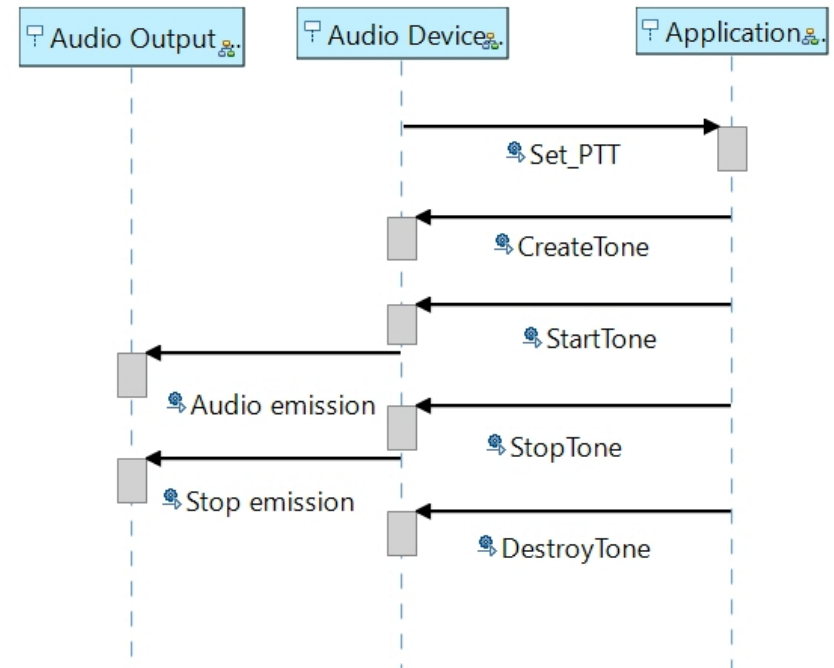 Audio Output...
Audio Device...
Application...
Set_PTT
CreateTone
StartTone
Audio emission
StopTone
Stop emission
DestroyTone